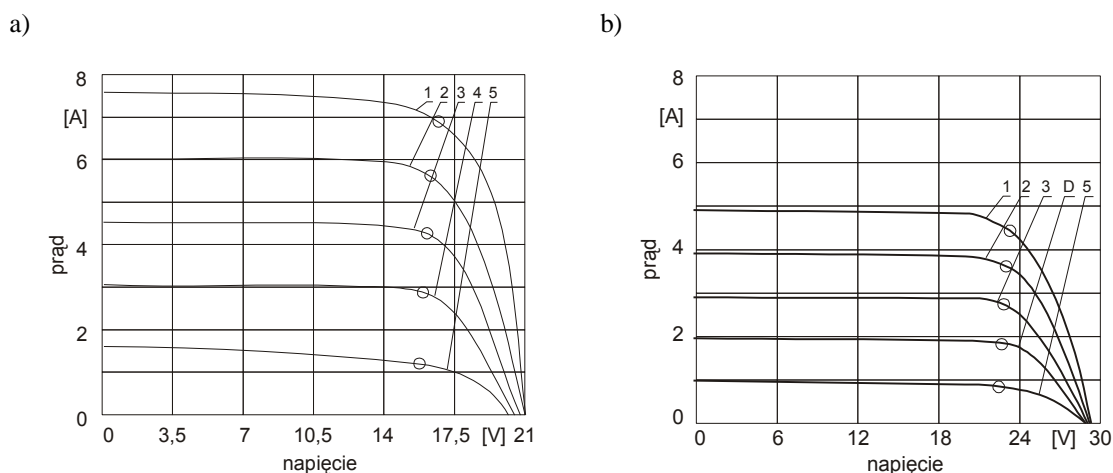 a)
8
[A]
6
prąd
4
2
0
1 2 3 4 5
0 3,5 7 10,5 14 17,5 [V] 21
napięcie
b)
8
[A]
6
prąd
4
2
0
1 2 3 D 5
0 6 12 18 24 [V] 30
napięcie